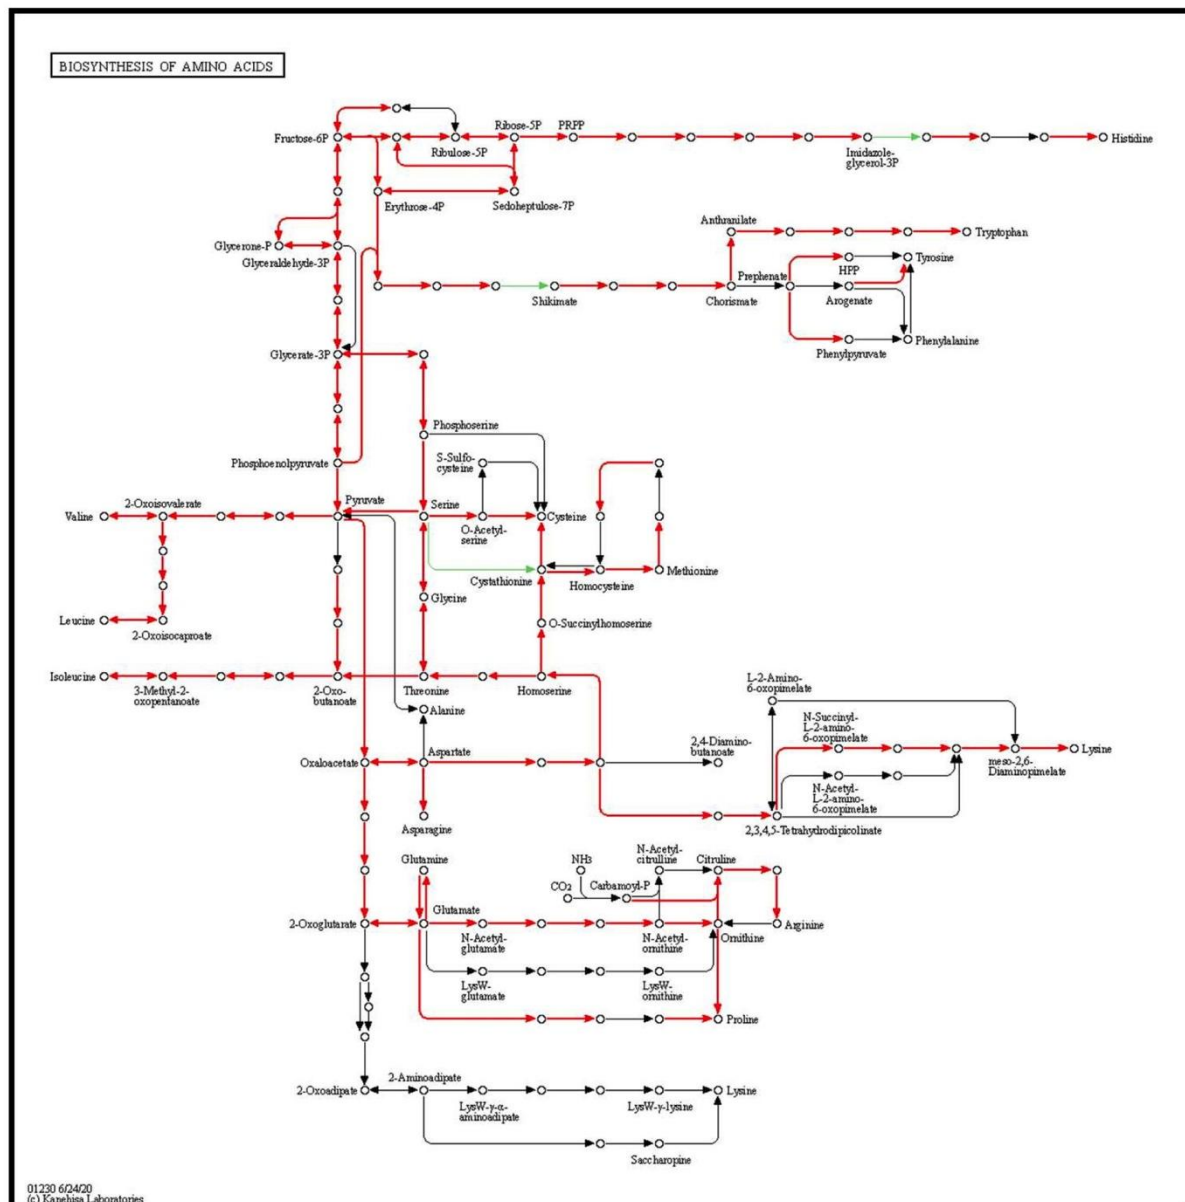 BIOSYNTHESIS OF AMINO ACIDS
Fructose-6P
Ribose-5P
PRPP
Ribulose-5P
Imidazole-
glycerol-3P
Histidine
Erythrose-4P
Sedoheptulose-7P
Anthranilate
Tryptophan
Glycerone-P
Glyceraldehyde-3P
Prephenate
HPP
Tyrosine
Shikimate
Chorismate
Arogenate
Glycerate-3P
Phenylpyruvate
Phenylalanine
Phosphoserine
Phosphoenolpyruvate
S-Sulfo-
cysteine
2-Oxoisovalerate
Pyruvate
Serine
Valine
O-Acetyl-
serine
Cysteine
Cystathionine
Homocysteine
Methionine
Glycine
Leucine
2-Oxoisocaproate
O-Succinylhomoserine
Isoleucine
3-Methyl-2-
oxopentanoate
2-Oxo-
butanoate
Threonine
Homoserine
L-2-Amino-
6-oxopimelate
Alanine
N-Succinyl-
L-2-amino-
6-oxopimelate
Aspartate
2,4-Diamino-
butanoate
Oxaloacetate
Lysine
meso-2,6-
Diaminopimelate
N-Acetyl-
L-2-amino-
6-oxopimelate
Asparagine
2,3,4,5-Tetrahydrodipicolinate
Glutamine
NH3
N-Acetyl-
citrulline
Citruline
CO2
Carbamoyl-P
2-Oxoglutarate
Glutamate
N-Acetyl-
glutamate
N-Acetyl-
ornithine
Ornithine
Arginine
LysW-
glutamate
LysW-
ornithine
Proline
2-Aminoadipate
2-Oxoadipate
LysW-γ-α-
aminoadipate
LysW-γ-lysine
Lysine
Saccharopine
01230 6/24/20
(c) Kanehisa Laboratories